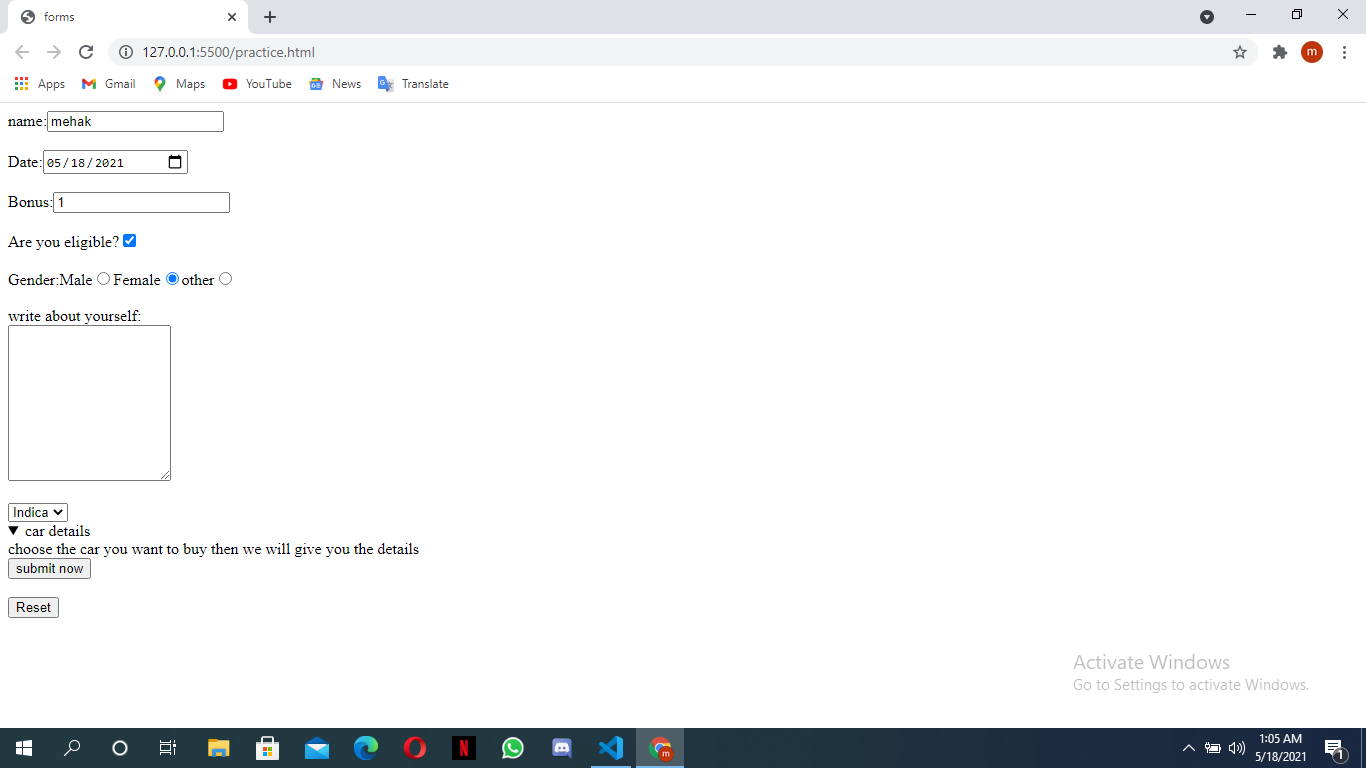 forms
127.0.0.1:5500/practice.html
m
Apps Gmail Maps YouTube News Translate
name:mehak
Date:05/18/2021
Bonus:1
Are you eligible?
Gender:Male Female other
write about yourself:
Indica
car details
choose the car you want to buy then we will give you the details
submit now
Reset
Activate Windows
Go to Settings to activate Windows.
N
m
1:05 AM
5/18/2021
1